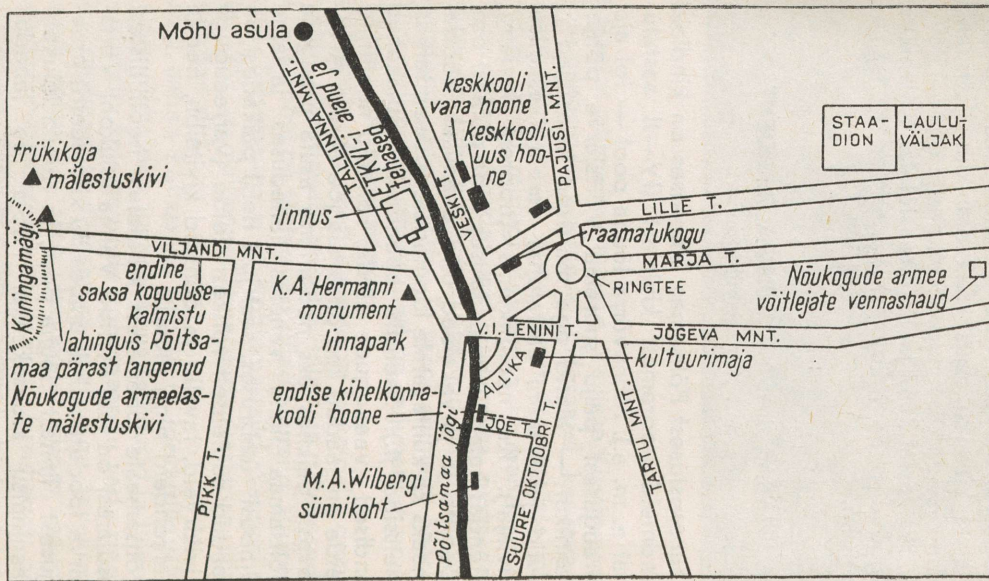 Mõhu asula
TALLINNA MNT.
EТKVL-i aiand ja
tehased
linnus
VESKI T.
keskkooli
vana hoone
keskkooli
uus hoo-
ne
PAJUSI MNT.
STAA-
DION
LAULU-
VÄLJAK
trükikoja
mälestuskivi
Kuningamägi
VILJANDI MNT.
endine
saksa koguduse
kalmistu
lahinguis Põltsa-
maa pärast langenud
Nõukogude armeelas-
te mälestuskivi
PIKK T.
K.A. Hermanni
monument
linnapark
LILLE T.
raamatukogu
MARJA T.
RINGTEE
Nõukogude armee
võitlejate vennashaud
V.I. LENINI T.
JÕGEVA MNT.
ALLIKA
kultuurimaja
endise kihelkonna-
kooli hoone
JÕE T.
Põltsamaa jõgi
M.A. Wilbergi
sünnikoht
SUURE OKTOOBRI T.
TARTU MNT.